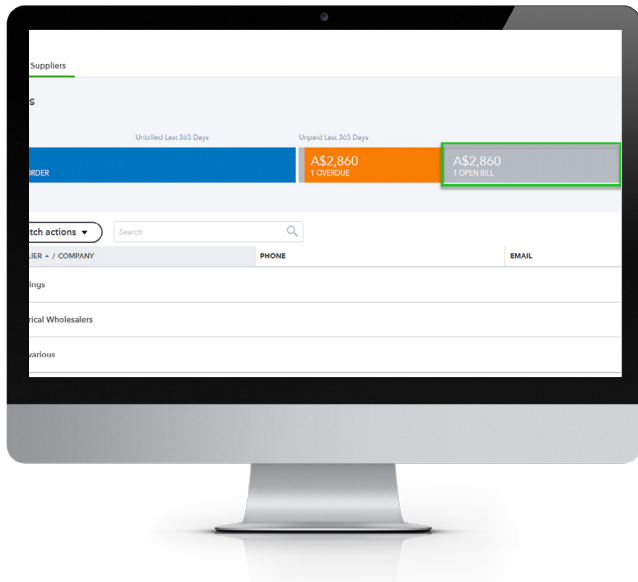 Suppliers
s
Unbilled Last 365 Days
Unpaid Last 365 Days
ORDER
A$2,860
1 OVERDUE
A$2,860
1 OPEN BILL
tch actions
Search
LIER / COMPANY
PHONE
EMAIL
ings
rical Wholesalers
various